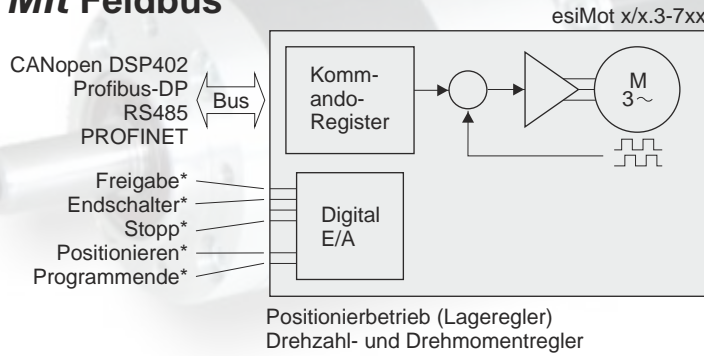 Mit Feldbus
esiMot x/x.3-7xx
CANopen DSP402
Profibus-DP
RS485
PROFINET
Bus
Komm-
ando-
Register
M
3~
Freigabe*
Endschalter*
Stopp*
Positionieren*
Programmende*
Digital
E/A
Positionierbetrieb (Lageregler)
Drehzahl- und Drehmomentregler